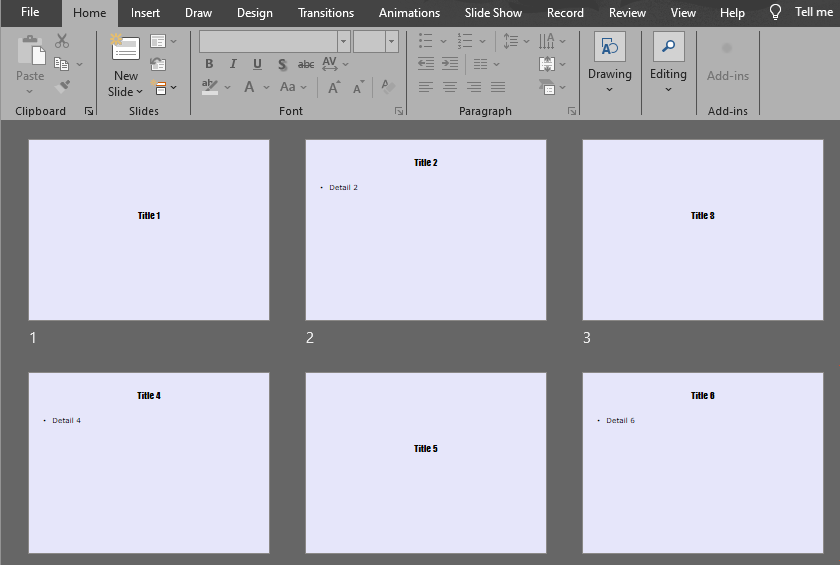 File Home Insert Draw Design Transitions Animations Slide Show Record Review View Help Tell me
Paste
New
Slide
B I U S abc AV
Aa A A
Drawing
Editing
Add-ins
Clipboard
Slides
Font
Paragraph
Add-ins
Title 1
1
Title 2
• Detail 2
2
Title 3
3
Title 4
• Detail 4
Title 5
Title 6
• Detail 6